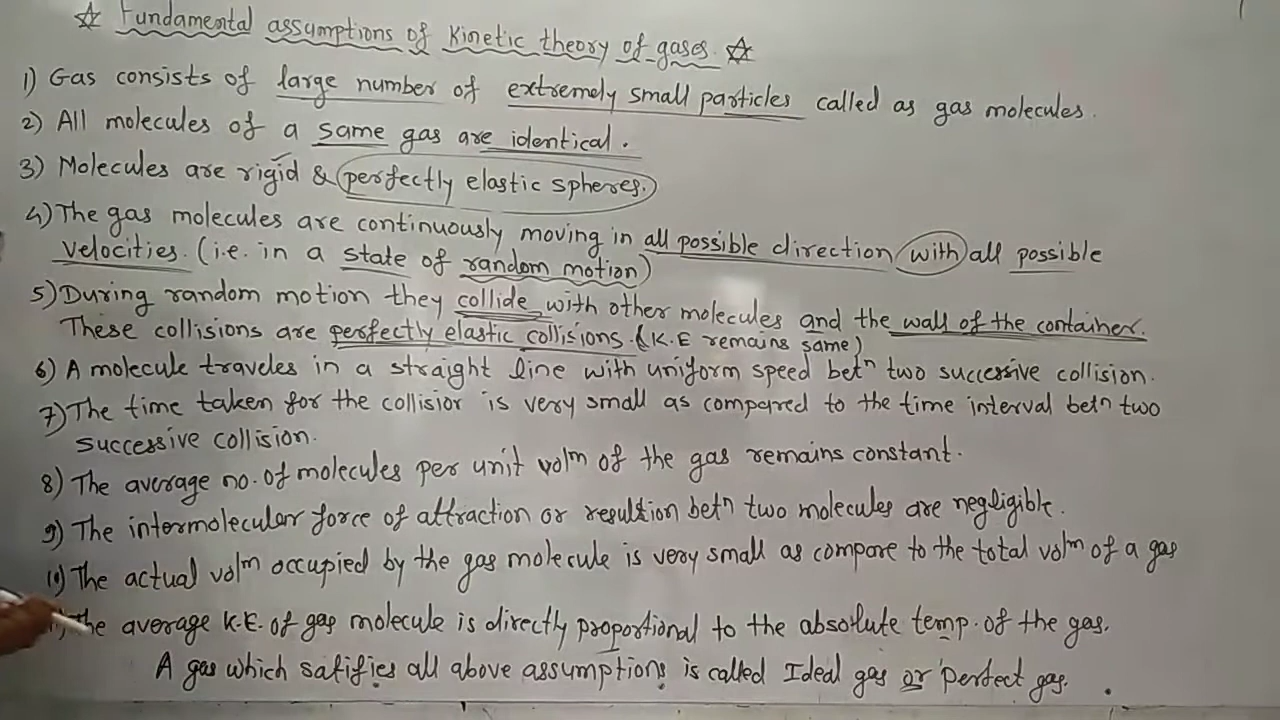 ☆ Fundamental assumptions of Kinetic theory of gases. ☆
1) Gas consists of large number of extremely small particles called as gas molecules.
2) All molecules of a same gas are identical.
3) Molecules are rigid & perfectly elastic spheres.
4) The gas molecules are continuously moving in all possible direction with all possible
velocities. (i.e. in a state of random motion)
5) During random motion they collide with other molecules and the wall of the container.
These collisions are perfectly elastic collisions. (K.E remains same)
6) A molecule traveles in a straight line with uniform speed betn two successive collision.
7) The time taken for the collision is very small as compared to the time interval betn two
successive collision.
8) The average no. of molecules per unit volm of the gas remains constant.
9) The intermolecular force of attraction or resultion betn two molecules are negligible.
10) The actual volm occupied by the gas molecule is very small as compare to the total volm of a gas
11) The average K.E. of gas molecule is directly proportional to the absolute temp. of the gas.
A gas which satifies all above assumptions is called Ideal gas or Perfect gas.